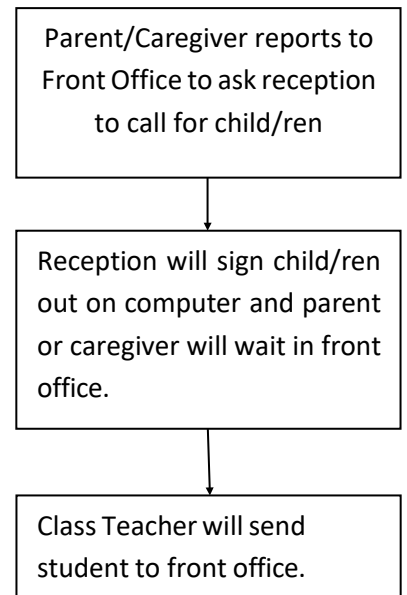 Parent/Caregiver reports to
Front Office to ask reception
to call for child/ren
Reception will sign child/ren
out on computer and parent
or caregiver will wait in front
office.
Class Teacher will send
student to front office.